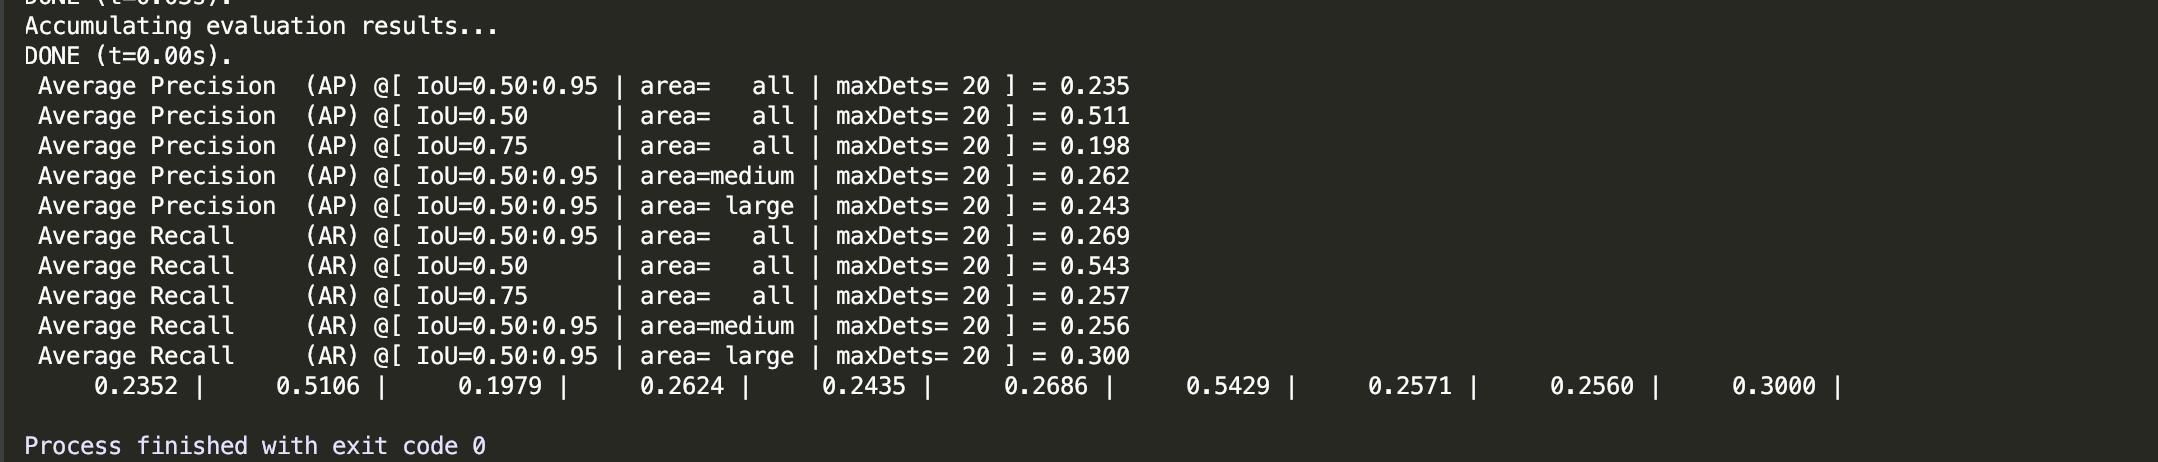 DONE (t=0.05s).
Accumulating evaluation results...
DONE (t=0.00s).
 Average Precision  (AP) @[ IoU=0.50:0.95 | area=   all | maxDets= 20 ] = 0.235
 Average Precision  (AP) @[ IoU=0.50      | area=   all | maxDets= 20 ] = 0.511
 Average Precision  (AP) @[ IoU=0.75      | area=   all | maxDets= 20 ] = 0.198
 Average Precision  (AP) @[ IoU=0.50:0.95 | area=medium | maxDets= 20 ] = 0.262
 Average Precision  (AP) @[ IoU=0.50:0.95 | area= large | maxDets= 20 ] = 0.243
 Average Recall     (AR) @[ IoU=0.50:0.95 | area=   all | maxDets= 20 ] = 0.269
 Average Recall     (AR) @[ IoU=0.50      | area=   all | maxDets= 20 ] = 0.543
 Average Recall     (AR) @[ IoU=0.75      | area=   all | maxDets= 20 ] = 0.257
 Average Recall     (AR) @[ IoU=0.50:0.95 | area=medium | maxDets= 20 ] = 0.256
 Average Recall     (AR) @[ IoU=0.50:0.95 | area= large | maxDets= 20 ] = 0.300
     0.2352 |     0.5106 |     0.1979 |     0.2624 |     0.2435 |     0.2686 |     0.5429 |     0.2571 |     0.2560 |     0.3000 |
Process finished with exit code 0